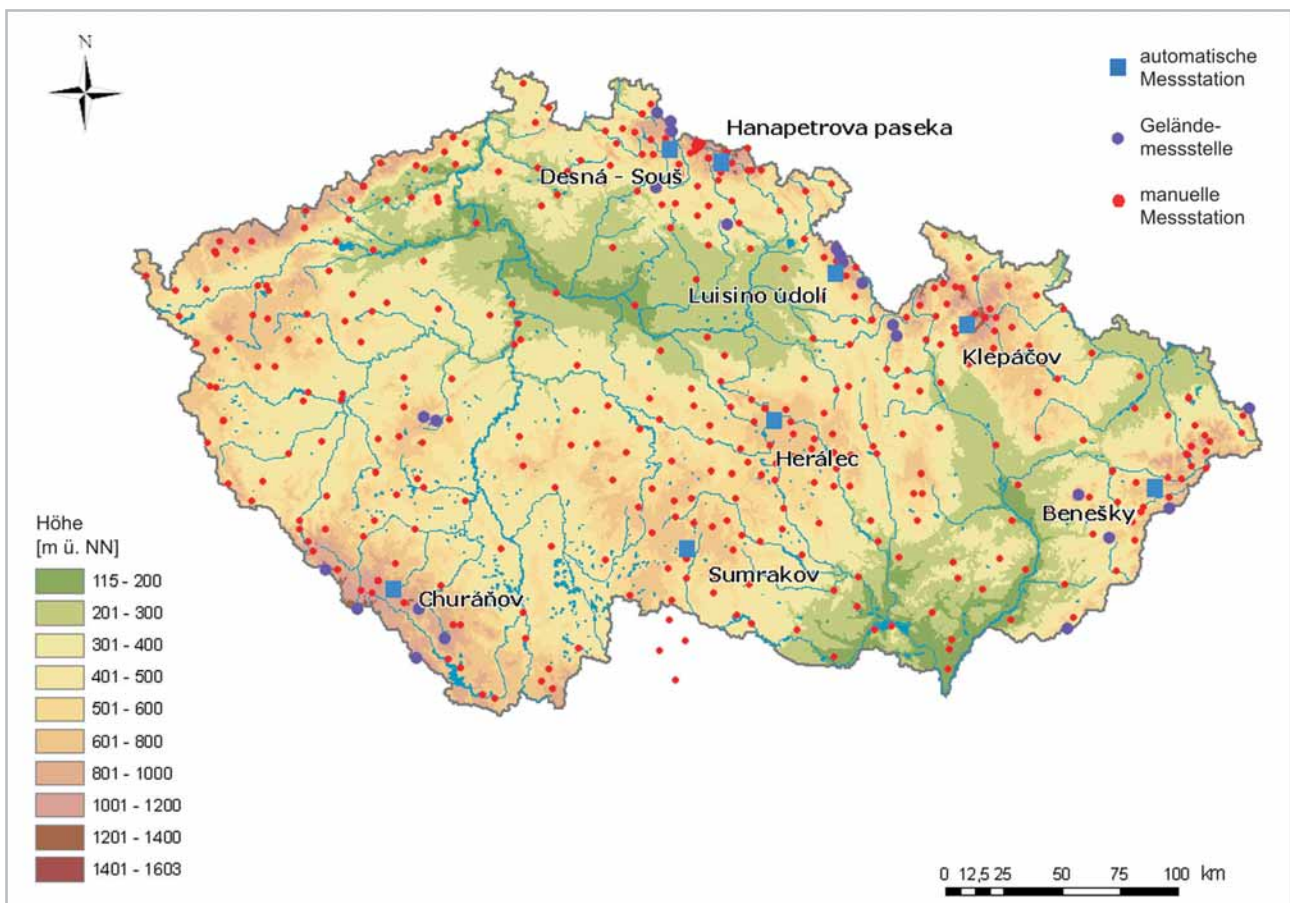 N
automatische
Messstation
Gelände-
messstelle
manuelle
Messstation
Hanapetrova paseka
Desná - Souš
Luisino údolí
Klepáčov
Herálec
Benešky
Sumrakov
Churáňov
Höhe
[m ü. NN]
115 - 200
201 - 300
301 - 400
401 - 500
501 - 600
601 - 800
801 - 1000
1001 - 1200
1201 - 1400
1401 - 1603
0 12,5 25 50 75 100 km